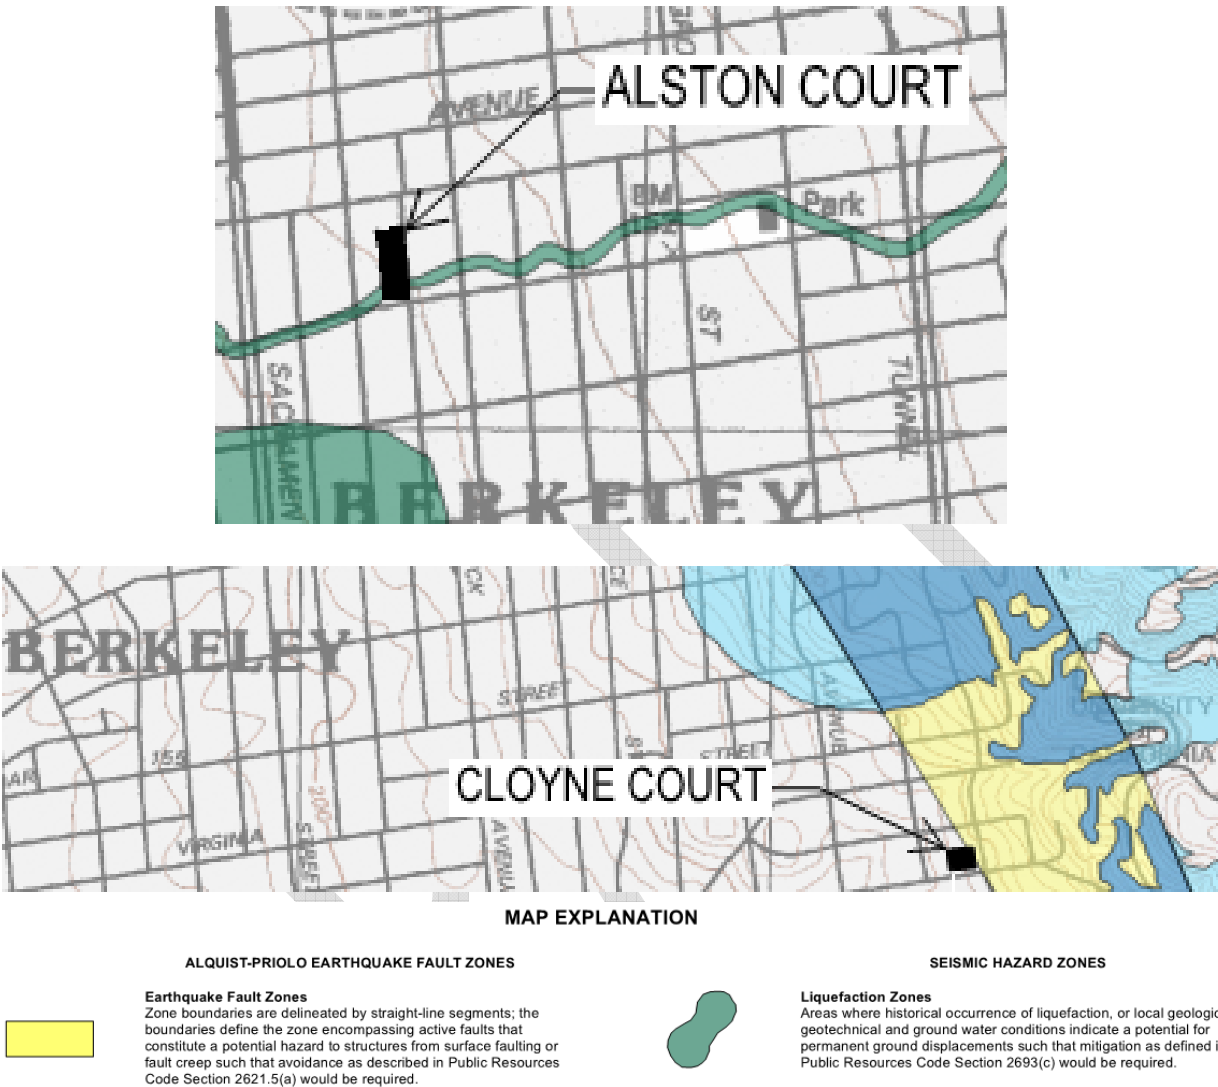 ALSTON COURT
AVENUE
BM
Park
ST
TUNNEL
BERKELEY
BERKELEY
STREET
STREET
155
CLOYNE COURT
200
VIRGINIA
MAP EXPLANATION
ALQUIST-PRIOLO EARTHQUAKE FAULT ZONES
Earthquake Fault Zones
Zone boundaries are delineated by straight-line segments; the
boundaries define the zone encompassing active faults that
constitute a potential hazard to structures from surface faulting or
fault creep such that avoidance as described in Public Resources
Code Section 2621.5(a) would be required.
SEISMIC HAZARD ZONES
Liquefaction Zones
Areas where historical occurrence of liquefaction, or local geologic
geotechnical and ground water conditions indicate a potential for
permanent ground displacements such that mitigation as defined i
Public Resources Code Section 2693(c) would be required.